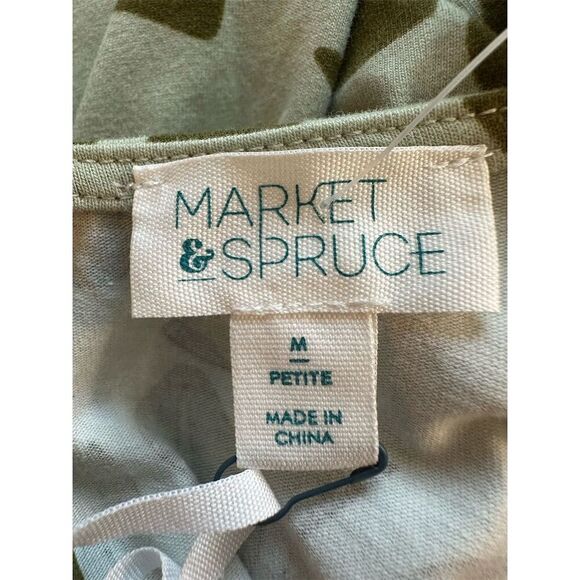 MARKET
& SPRUCE
M
PETITE
MADE IN
CHINA